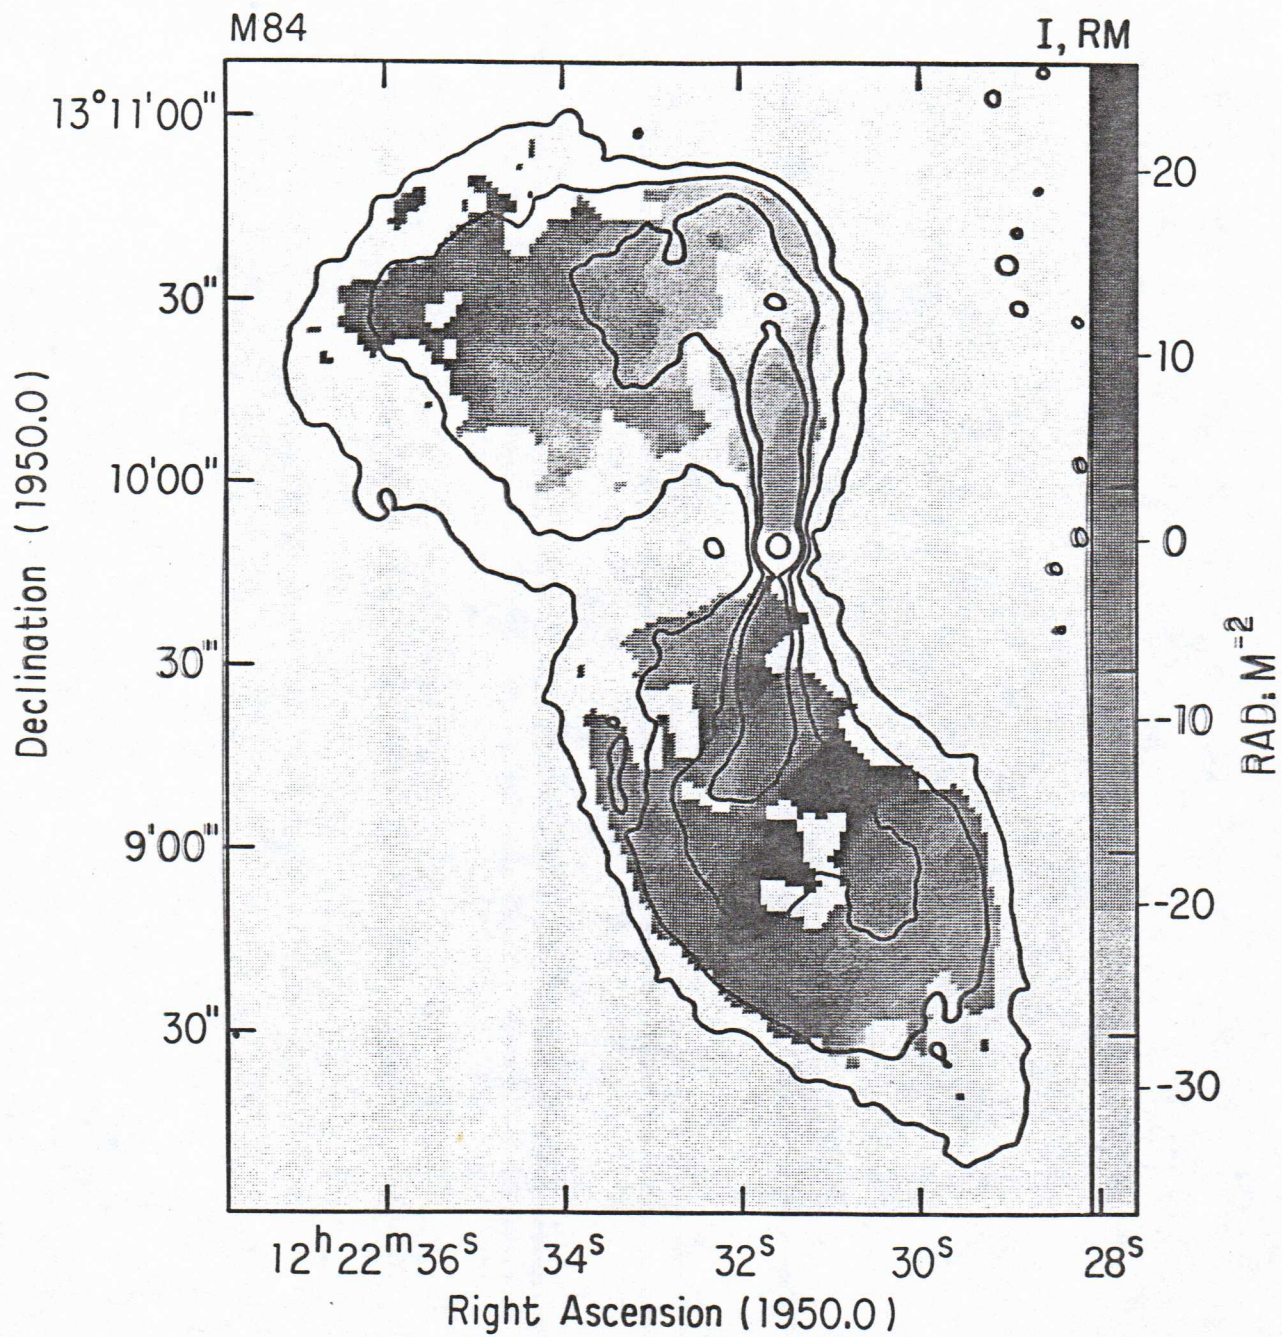 M84
I, RM
13°11'00"
30"
10'00"
30"
9'00"
30"
Declination (1950.0)
20
10
0
-10
-20
-30
RAD. M⁻²
12ʰ22ᵐ36ˢ 34ˢ 32ˢ 30ˢ 28ˢ
Right Ascension (1950.0)